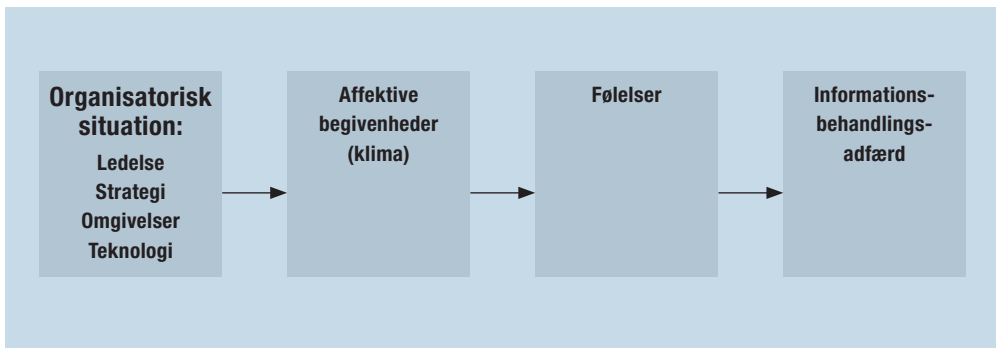 Organisatorisk
situation:
Ledelse
Strategi
Omgivelser
Teknologi
Affektive
begivenheder
(klima)
Følelser
Informations-
behandlings-
adfærd